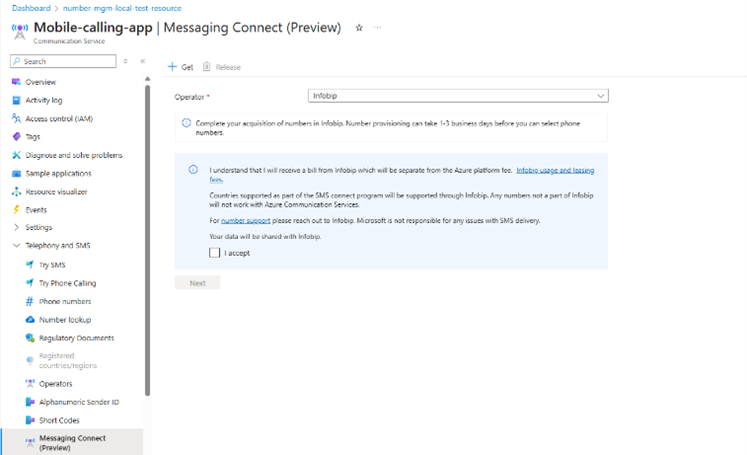 Dashboard > number-mgm-local-test-resource
Mobile-calling-app | Messaging Connect (Preview)
Communication Service
Search
Overview
Activity log
Access control (IAM)
Tags
Diagnose and solve problems
Sample applications
Resource visualizer
Events
Settings
Telephony and SMS
Try SMS
Try Phone Calling
Phone numbers
Number lookup
Regulatory Documents
Registered
countries/regions
Operators
Alphanumeric Sender ID
Short Codes
Messaging Connect
(Preview)
Get
Release
Operator *
Infobip
Complete your acquisition of numbers in Infobip. Number provisioning can take 1-3 business days before you can select phone
numbers.
I understand that I will receive a bill from Infobip which will be separate from the Azure platform fee. Infobip usage and leasing
fees.
Countries supported as part of the SMS connect program will be supported through Infobip. Any numbers not a part of Infobip
will not work with Azure Communication Services.
For number support please reach out to Infobip. Microsoft is not responsible for any issues with SMS delivery.
Your data will be shared with Infobip.
I accept
Next